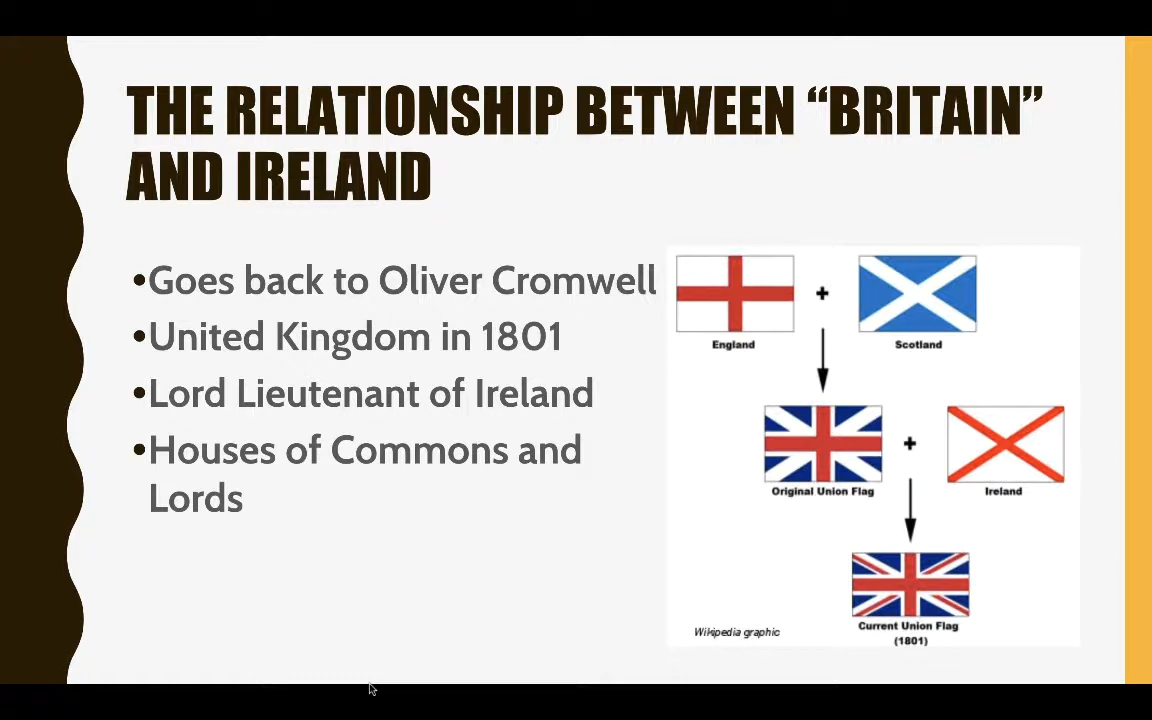 THE RELATIONSHIP BETWEEN “BRITAIN”
AND IRELAND
•Goes back to Oliver Cromwell
•United Kingdom in 1801
•Lord Lieutenant of Ireland
•Houses of Commons and
Lords
England
Scotland
Original Union Flag
Ireland
Current Union Flag
(1801)
Wikipedia graphic